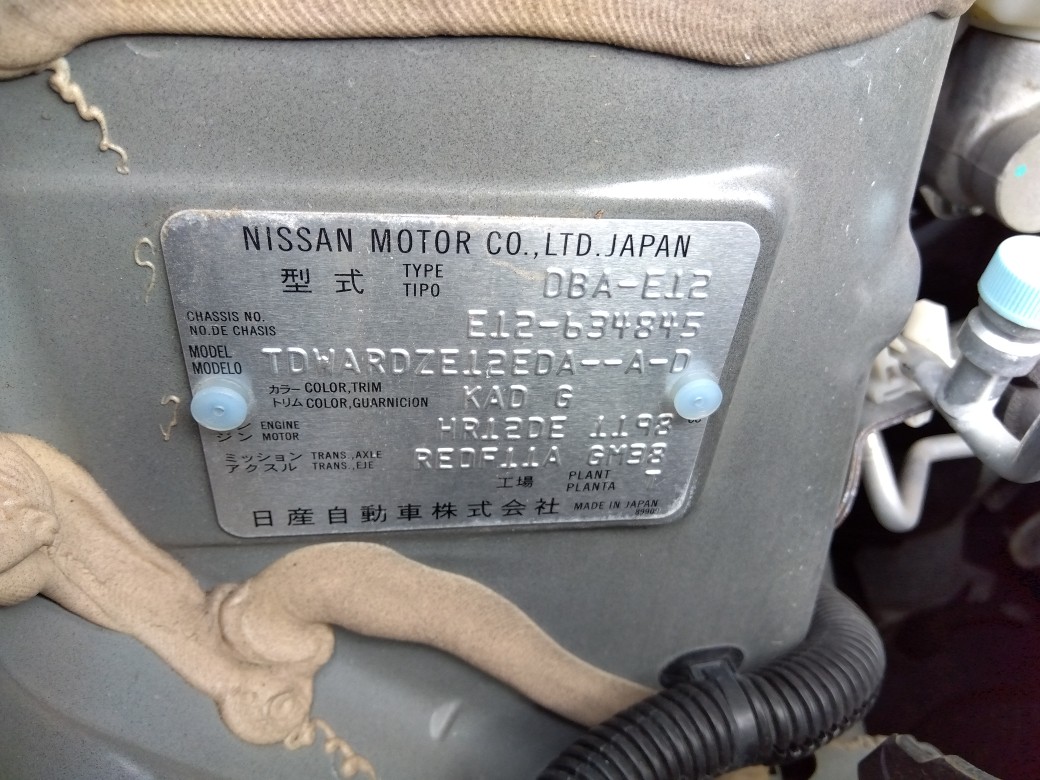 NISSAN MOTOR CO.,LTD. JAPAN
型式 TYPE TIPO DBA-E12
CHASSIS NO.
NO.DE CHASIS E12-634845
MODEL
MODELO TDWARDZE12EDA--A-D
カラー COLOR,TRIM
トリム COLOR,GUARNICION KAD G
ENGINE
ジン MOTOR HR12DE 1198 cc
ミッション TRANS.,AXLE
アクスル TRANS.,EJE REDF11A GM38
工場 PLANT
PLANTA
日産自動車株式会社 MADE IN JAPAN